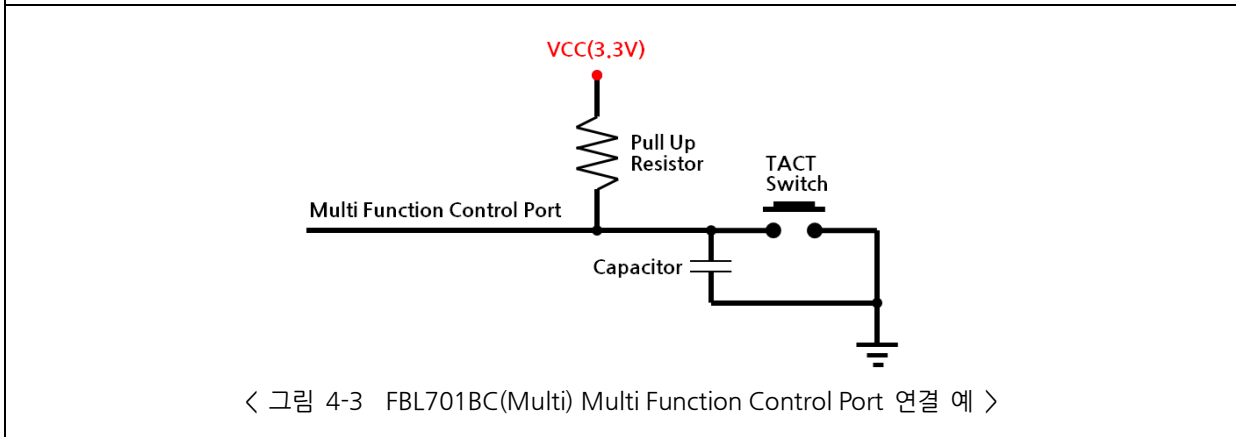 VCC(3.3V)
Pull Up
Resistor
TACT
Switch
Multi Function Control Port
Capacitor
< 그림 4-3 FBL701BC(Multi) Multi Function Control Port 연결 예 >